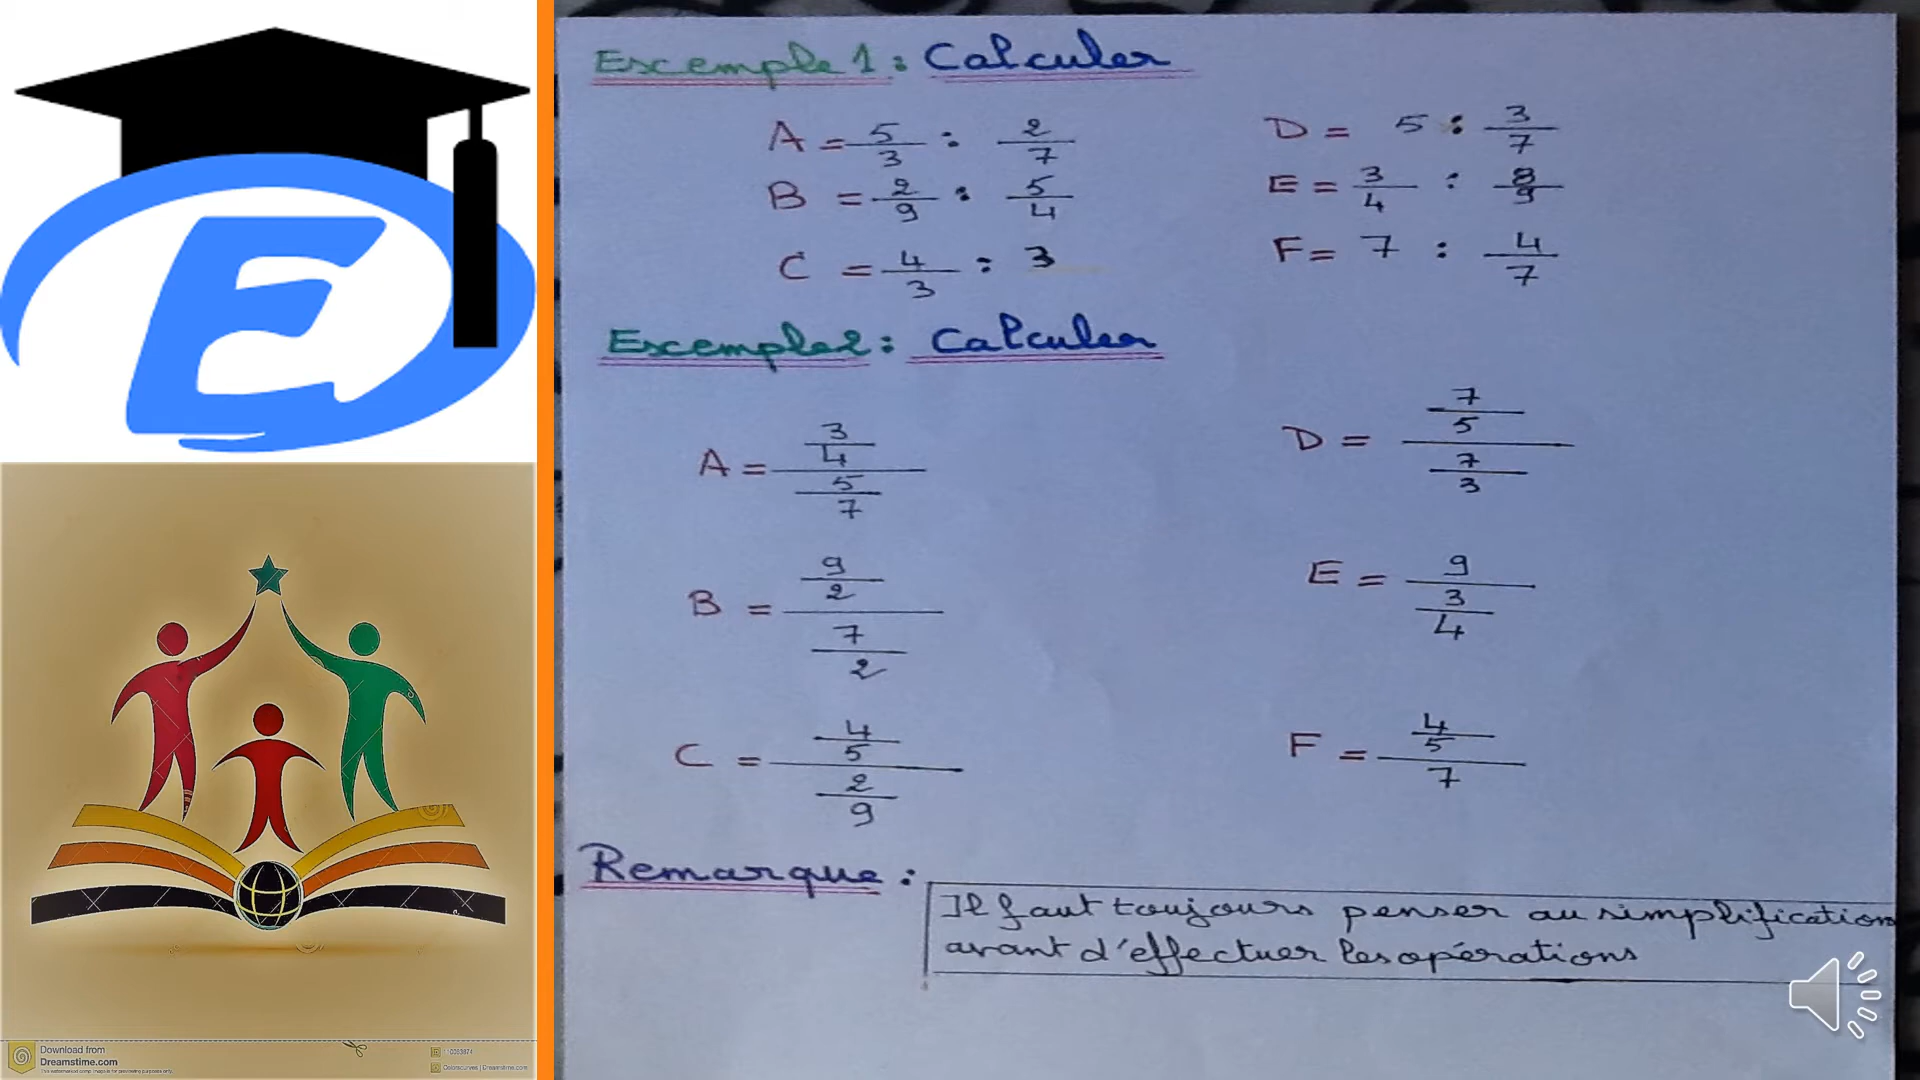 E
Download from
Dreamstime.com
Exemple 1 : Calculer
A = 5/3 : 2/7
B = 2/9 : 5/4
C = 4/3 : 3
D = 5 : 3/7
E = 3/4 : 8/9
F = 7 : 4/7
Exemple 2 : Calculer
A = (3/4)/(5/7)
B = (9/2)/(7/2)
C = (4/5)/(2/9)
D = (7/5)/(7/3)
E = 9/(3/4)
F = (4/5)/7
Remarque :
Il faut toujours penser au simplification
avant d'effectuer les opérations